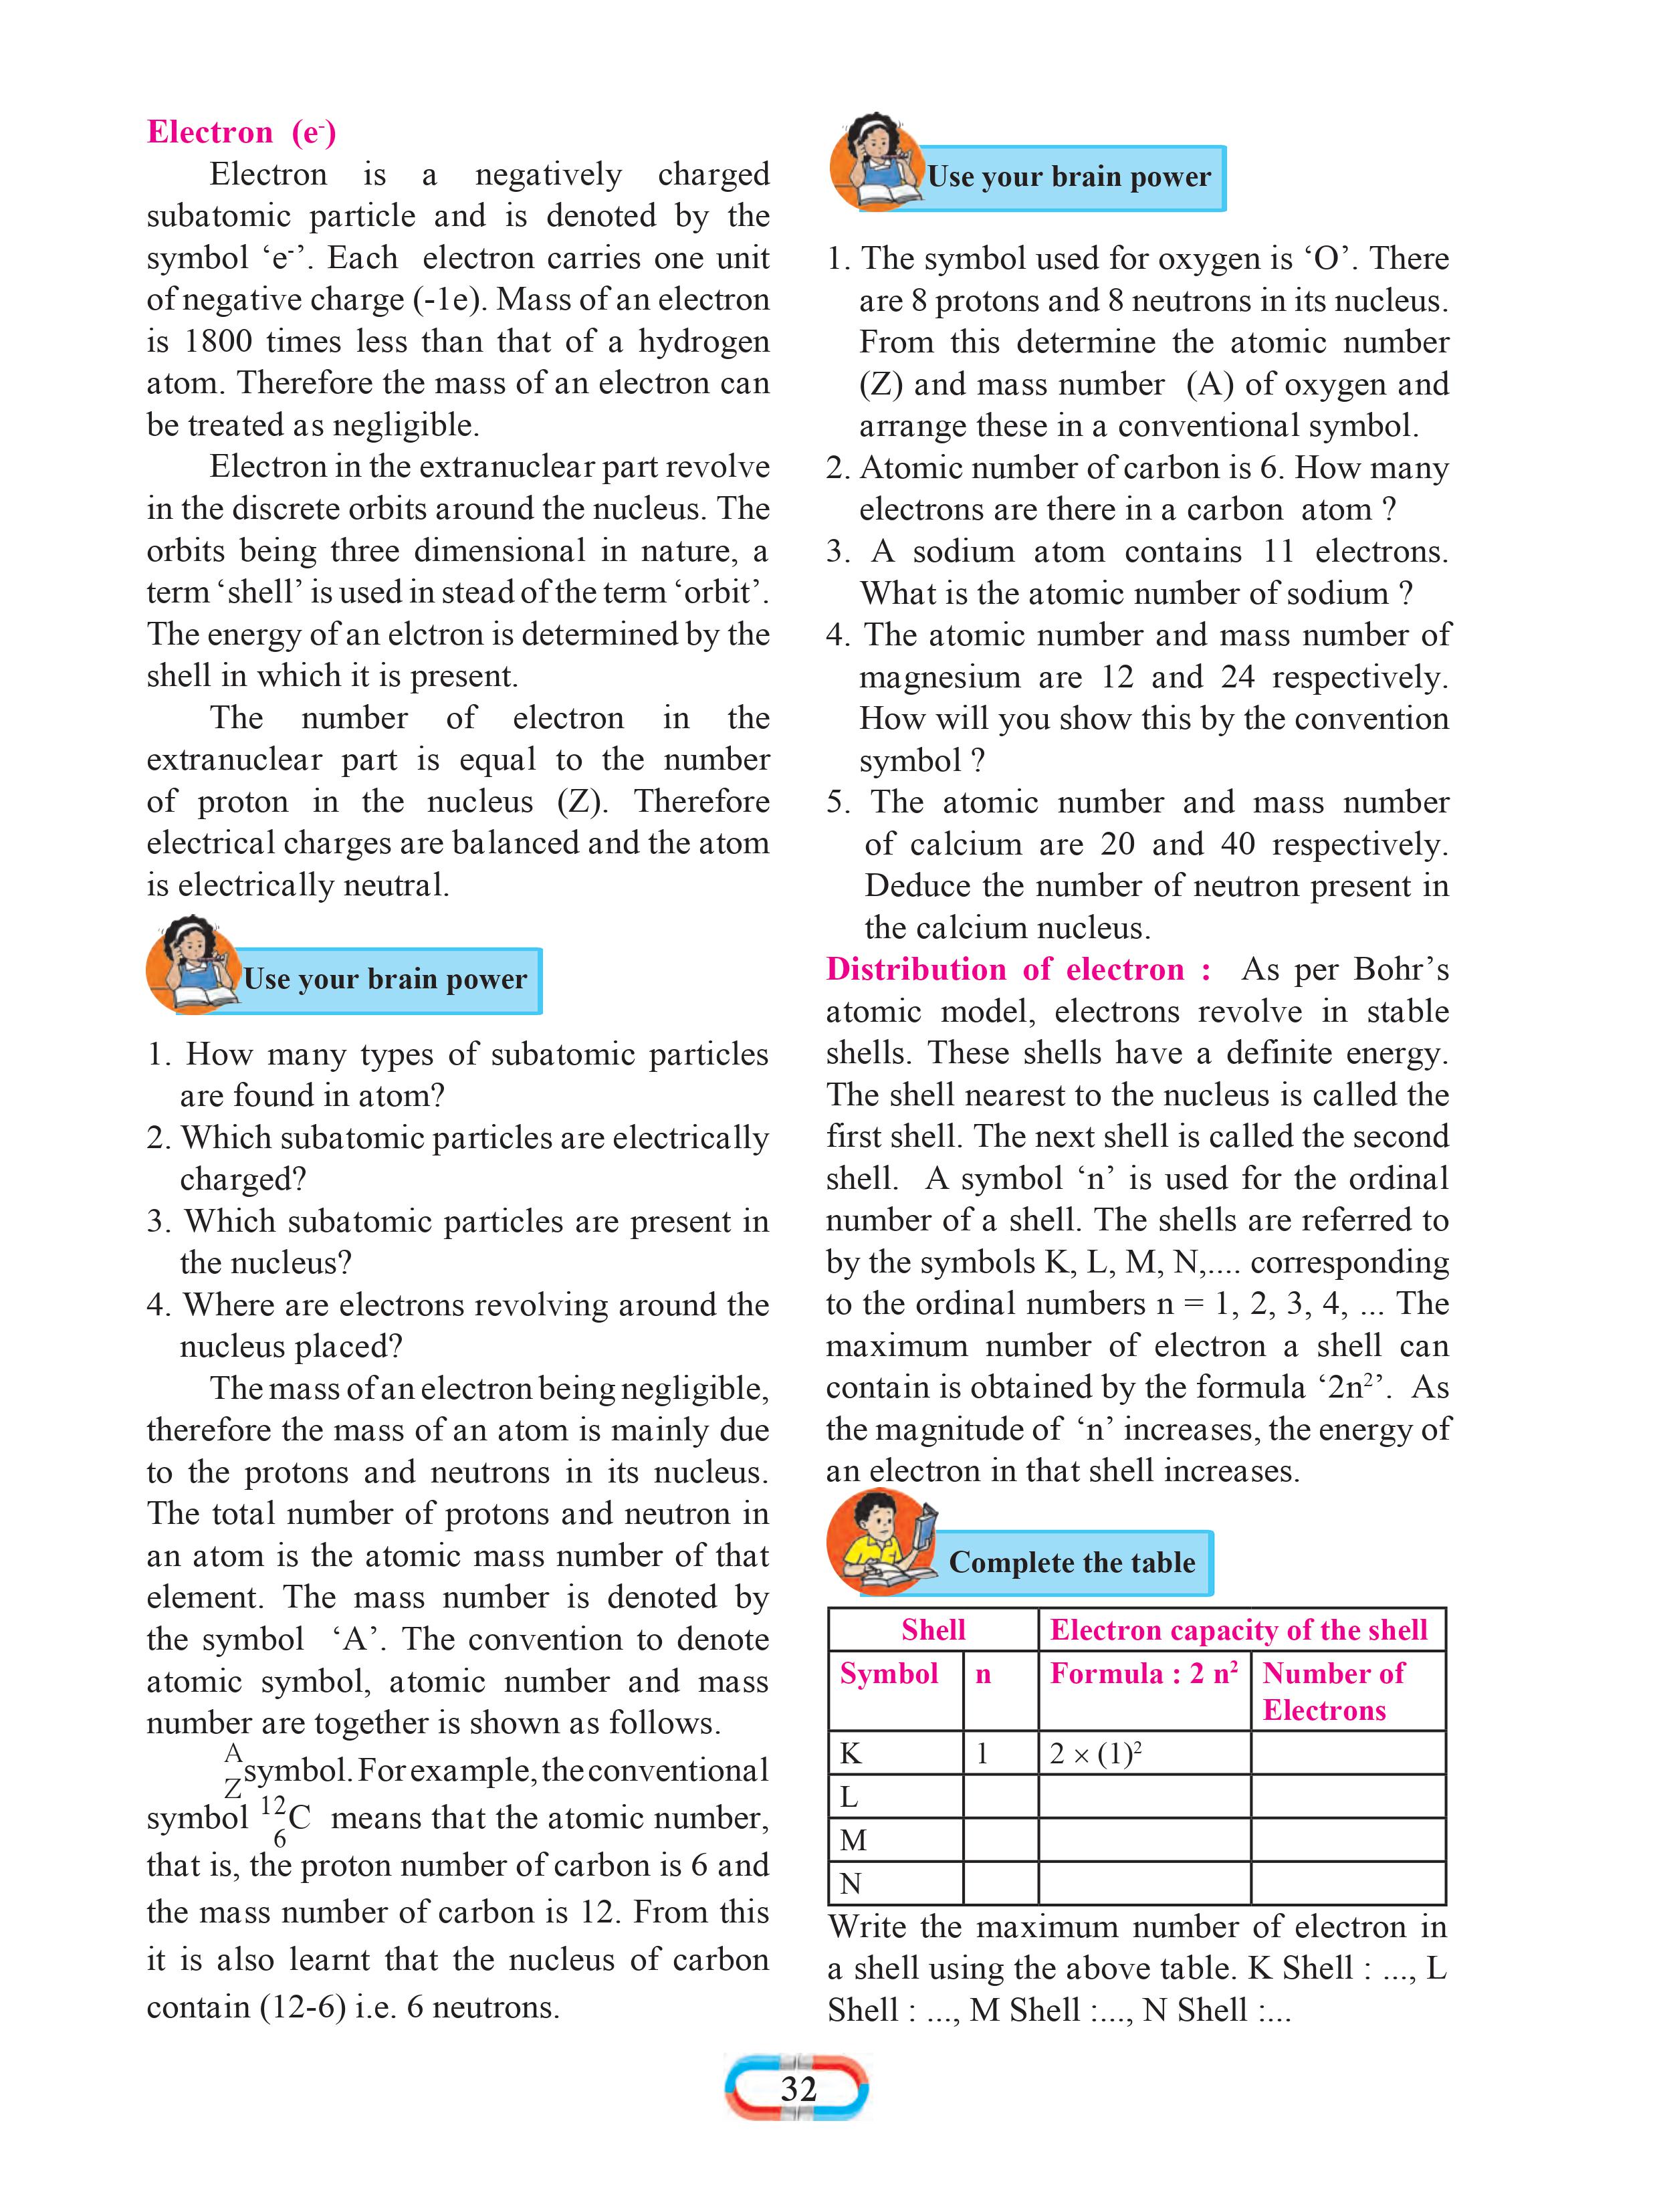 Electron (e-)
Electron is a negatively charged
subatomic particle and is denoted by the
symbol ‘e-’. Each electron carries one unit
of negative charge (-1e). Mass of an electron
is 1800 times less than that of a hydrogen
atom. Therefore the mass of an electron can
be treated as negligible.
Electron in the extranuclear part revolve
in the discrete orbits around the nucleus. The
orbits being three dimensional in nature, a
term ‘shell’ is used in stead of the term ‘orbit’.
The energy of an elctron is determined by the
shell in which it is present.
The number of electron in the
extranuclear part is equal to the number
of proton in the nucleus (Z). Therefore
electrical charges are balanced and the atom
is electrically neutral.
Use your brain power
1. How many types of subatomic particles
are found in atom?
2. Which subatomic particles are electrically
charged?
3. Which subatomic particles are present in
the nucleus?
4. Where are electrons revolving around the
nucleus placed?
The mass of an electron being negligible,
therefore the mass of an atom is mainly due
to the protons and neutrons in its nucleus.
The total number of protons and neutron in
an atom is the atomic mass number of that
element. The mass number is denoted by
the symbol ‘A’. The convention to denote
atomic symbol, atomic number and mass
number are together is shown as follows.
A
Z symbol. For example, the conventional
symbol ¹²₆C means that the atomic number,
that is, the proton number of carbon is 6 and
the mass number of carbon is 12. From this
it is also learnt that the nucleus of carbon
contain (12-6) i.e. 6 neutrons.
Use your brain power
1. The symbol used for oxygen is ‘O’. There
are 8 protons and 8 neutrons in its nucleus.
From this determine the atomic number
(Z) and mass number (A) of oxygen and
arrange these in a conventional symbol.
2. Atomic number of carbon is 6. How many
electrons are there in a carbon atom ?
3. A sodium atom contains 11 electrons.
What is the atomic number of sodium ?
4. The atomic number and mass number of
magnesium are 12 and 24 respectively.
How will you show this by the convention
symbol ?
5. The atomic number and mass number
of calcium are 20 and 40 respectively.
Deduce the number of neutron present in
the calcium nucleus.
Distribution of electron : As per Bohr’s
atomic model, electrons revolve in stable
shells. These shells have a definite energy.
The shell nearest to the nucleus is called the
first shell. The next shell is called the second
shell. A symbol ‘n’ is used for the ordinal
number of a shell. The shells are referred to
by the symbols K, L, M, N,.... corresponding
to the ordinal numbers n = 1, 2, 3, 4, ... The
maximum number of electron a shell can
contain is obtained by the formula ‘2n²’. As
the magnitude of ‘n’ increases, the energy of
an electron in that shell increases.
Complete the table
Shell Electron capacity of the shell
Symbol n Formula : 2 n² Number of
Electrons
K 1 2 × (1)²
L
M
N
Write the maximum number of electron in
a shell using the above table. K Shell : ..., L
Shell : ..., M Shell :..., N Shell :...
32